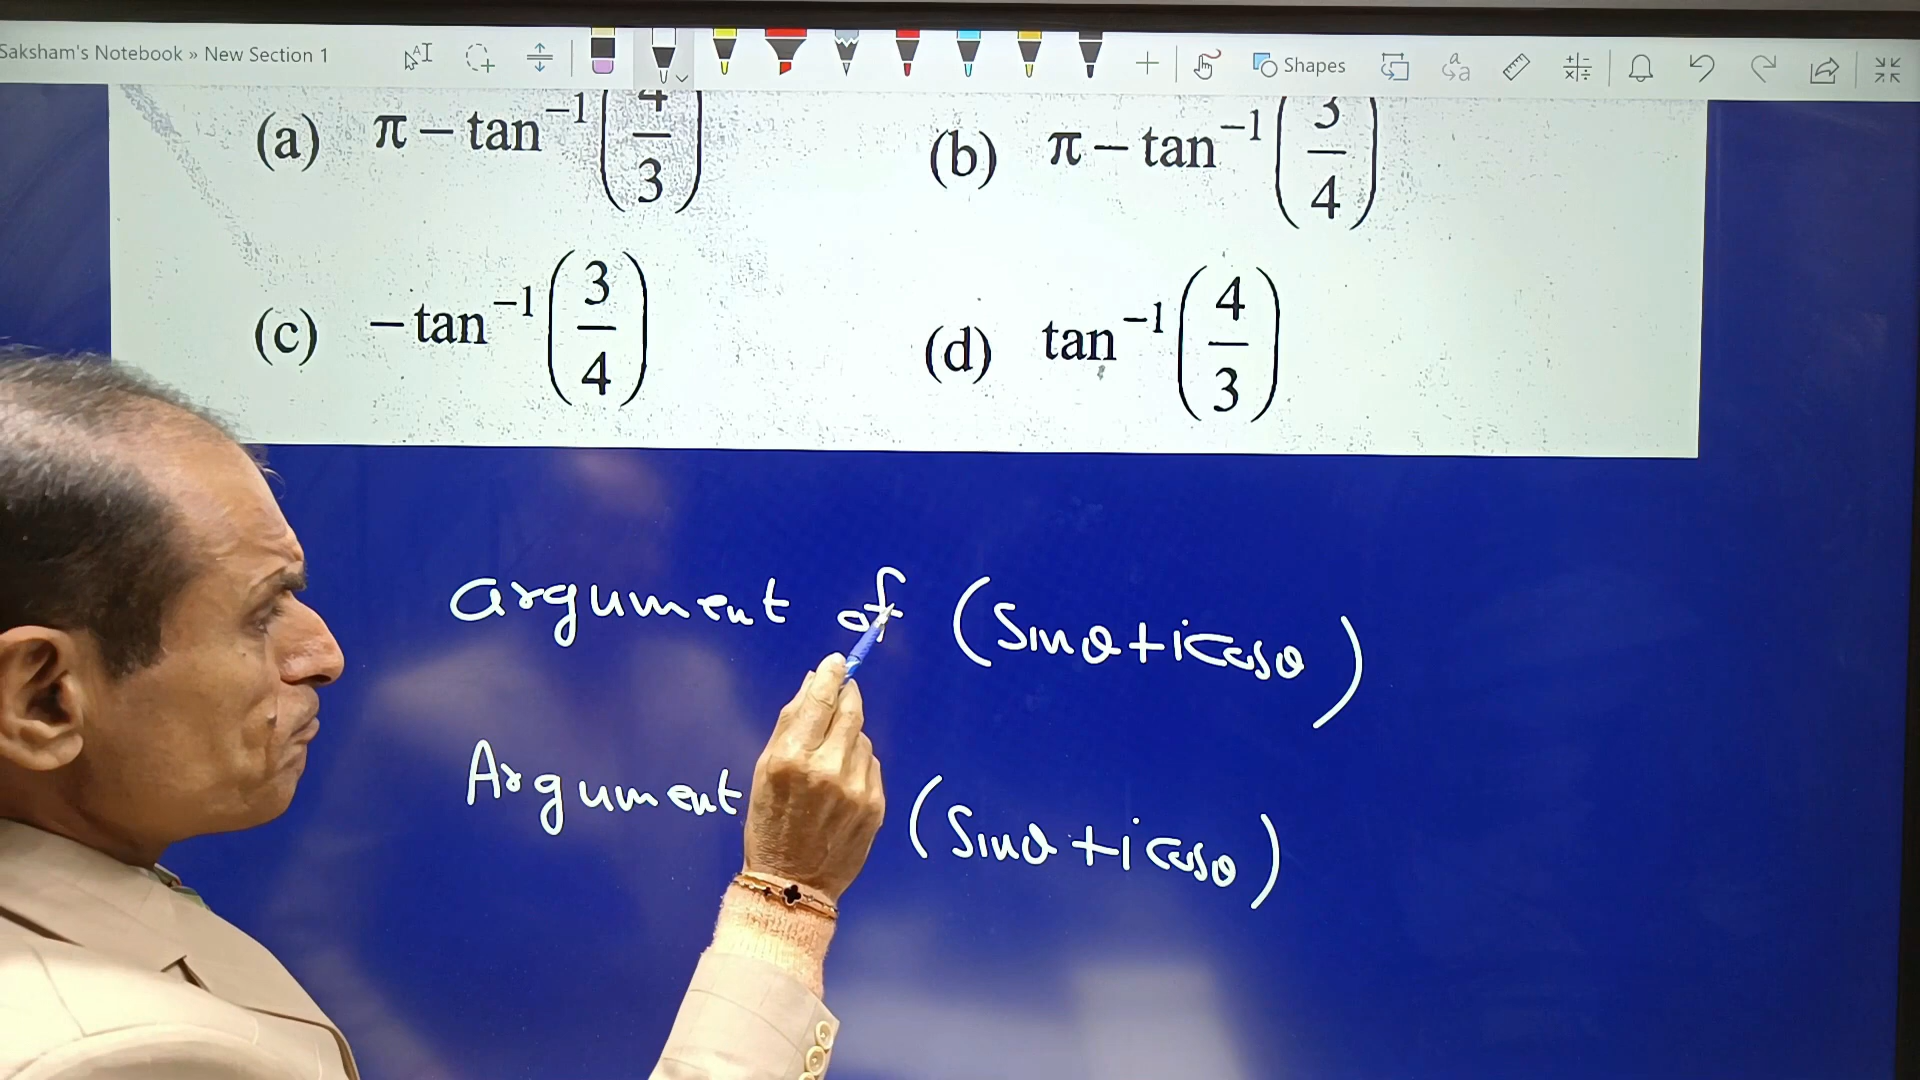 Saksham's Notebook » New Section 1
Shapes
(a) π − tan⁻¹(4/3) (b) π − tan⁻¹(3/4)
(c) − tan⁻¹(3/4) (d) tan⁻¹(4/3)
argument of (Sinθ+icosθ)
Argument (Sinθ+icosθ)